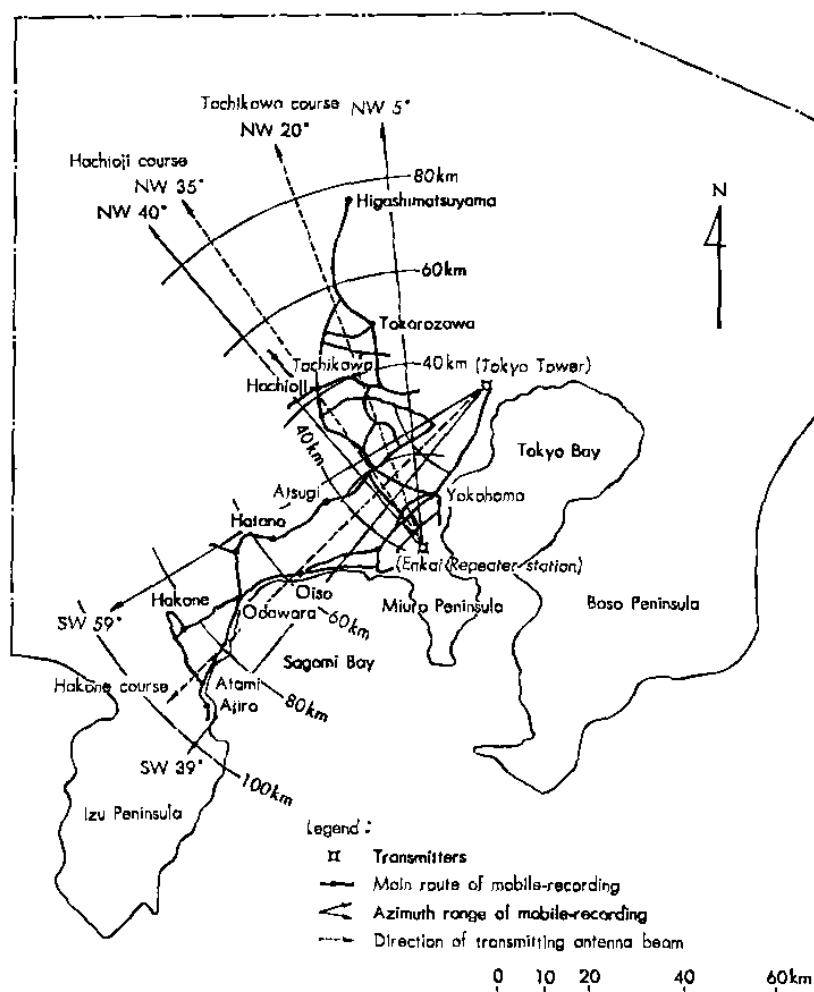 Tachikawa course
NW 5°
NW 20°
Hachioji course
NW 35°
NW 40°
80km
Higashimatsuyama
N
60km
Tokorozawa
40km (Tokyo Tower)
Tachikawa
Hachioji
40km
Tokyo Bay
Atsugi
Yokohama
Hatano
(Enkai Repeater station)
Oiso
Hakone
Odawara
60km
Miura Peninsula
Boso Peninsula
SW 59°
Sagami Bay
Hakone course
Atami
80km
Ajiro
SW 39°
100km
Izu Peninsula
Legend:
Transmitters
Main route of mobile-recording
Azimuth range of mobile-recording
Direction of transmitting antenna beam
0 10 20 40 60km